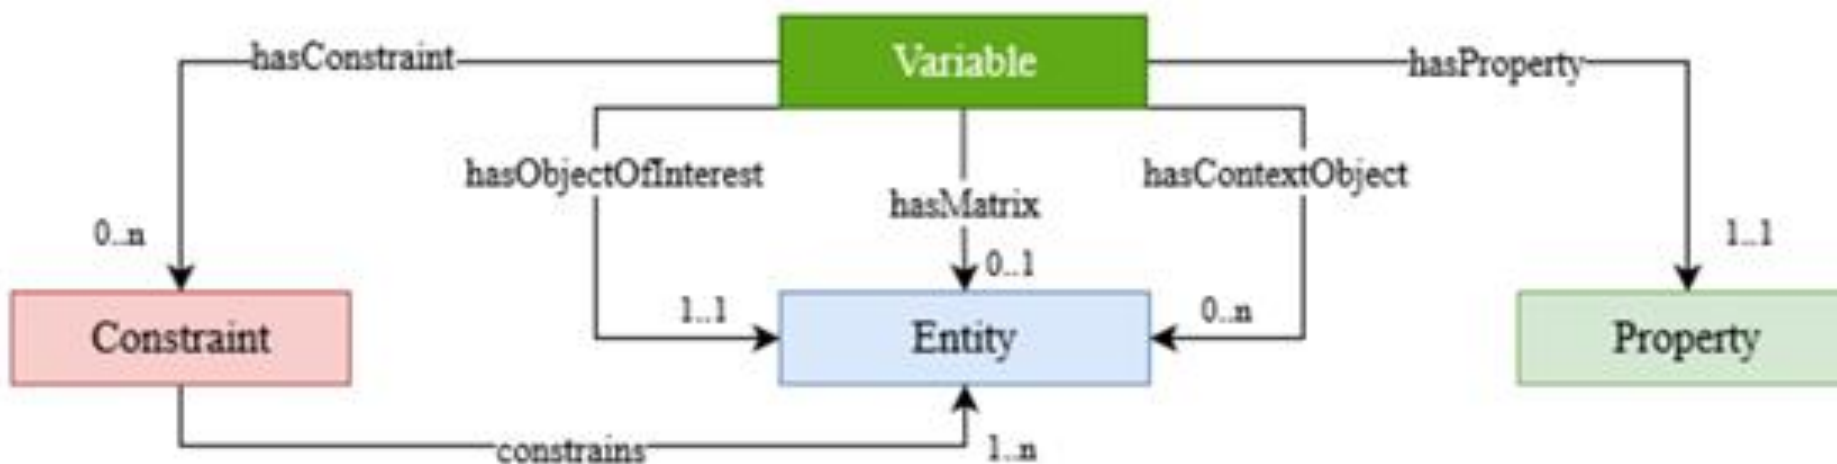 Variable
hasConstraint
hasProperty
hasObjectOfInterest
hasMatrix
hasContextObject
0..n
1..1
0..1
1..1
0..n
Constraint
Entity
Property
constrains
1..n